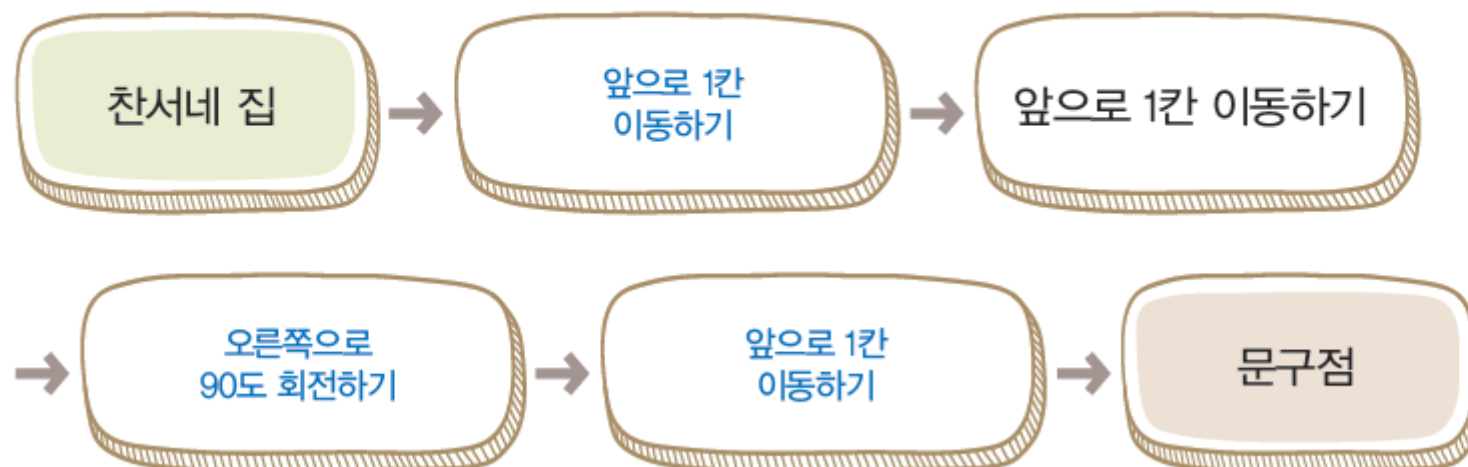 찬서네 집
앞으로 1칸
이동하기
앞으로 1칸 이동하기
오른쪽으로
90도 회전하기
앞으로 1칸
이동하기
문구점